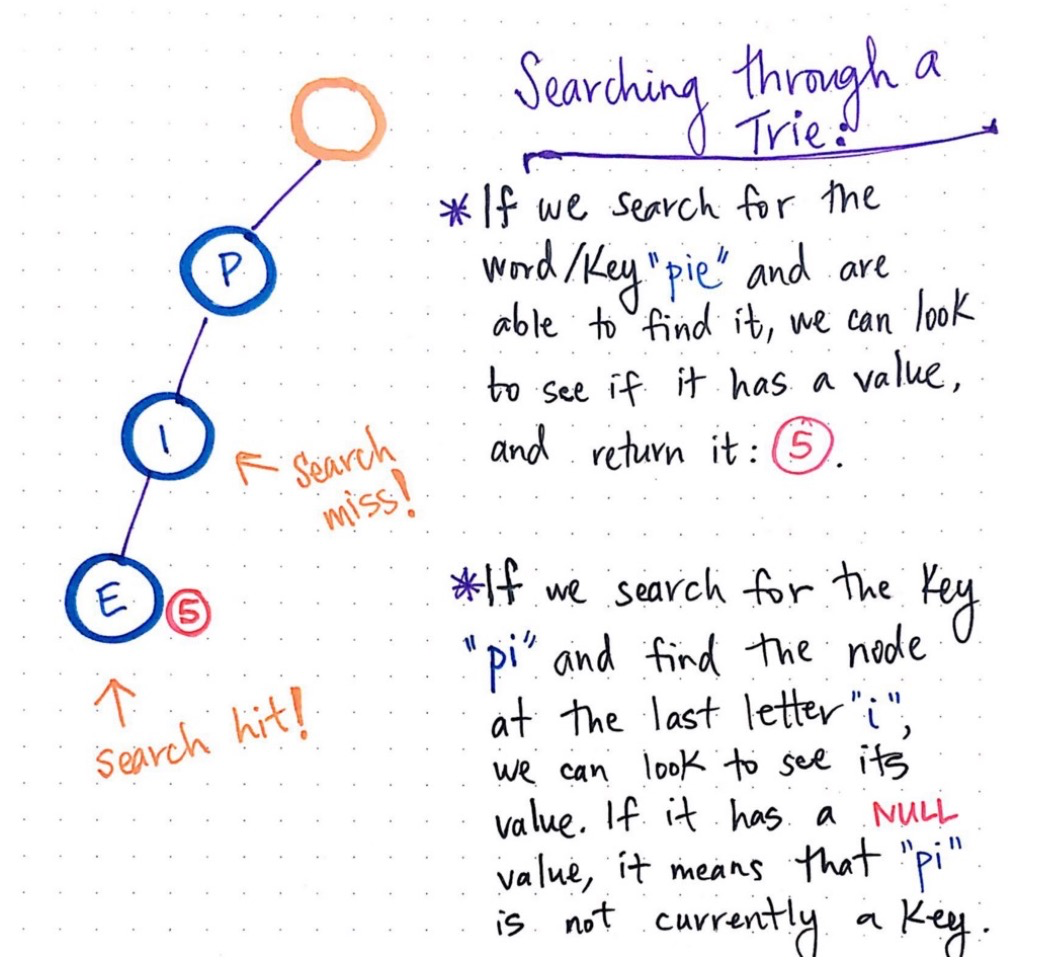 Searching through a
Trie:
*If we search for the
word/Key "pie" and are
able to find it, we can look
to see if it has a value,
and return it: 5.
*If we search for the Key
"pi" and find the node
at the last letter "i",
we can look to see its
value. If it has a NULL
value, it means that "pi"
is not currently a Key.
P
I
Search
miss!
E 5
search hit!